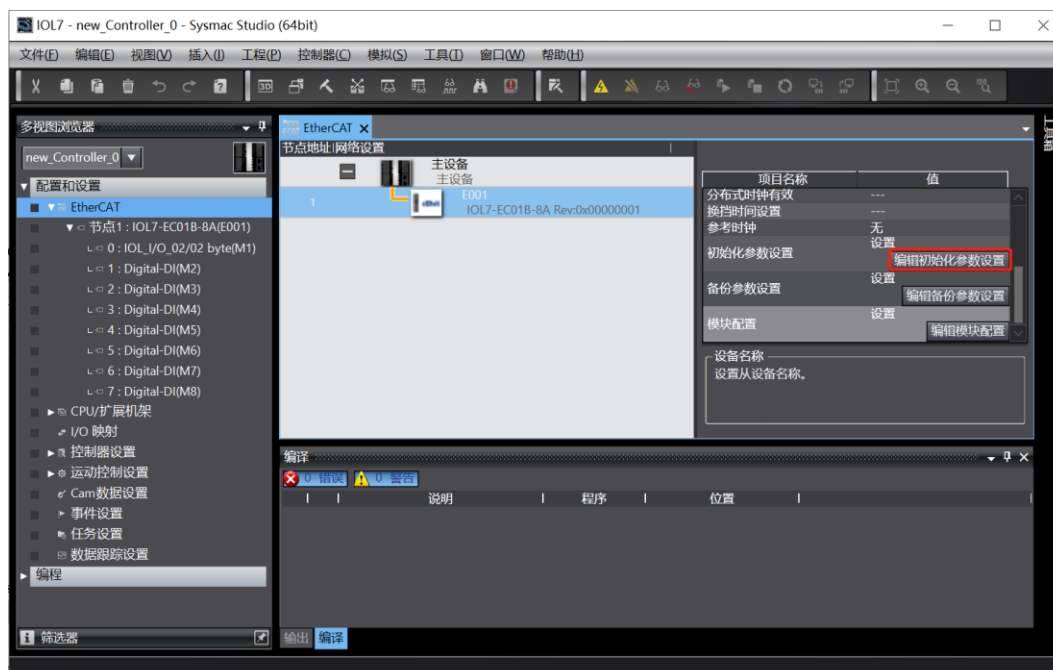 IOL7 - new_Controller_0 - Sysmac Studio (64bit)
文件(F) 编辑(E) 视图(V) 插入(I) 工程(P) 控制器(C) 模拟(S) 工具(T) 窗口(W) 帮助(H)
3D
多视图浏览器
new_Controller_0
配置和设置
EtherCAT
节点1 : IOL7-EC01B-8A(E001)
0 : IOL_I/O_02/02 byte(M1)
1 : Digital-DI(M2)
2 : Digital-DI(M3)
3 : Digital-DI(M4)
4 : Digital-DI(M5)
5 : Digital-DI(M6)
6 : Digital-DI(M7)
7 : Digital-DI(M8)
CPU/扩展机架
I/O 映射
控制器设置
运动控制设置
Cam数据设置
事件设置
任务设置
数据跟踪设置
编程
筛选器
EtherCAT
节点地址|网络设置
主设备
主设备
1
E001
IOL7-EC01B-8A Rev:0x00000001
项目名称 值
分布式时钟有效 ---
换挡时间设置 ---
参考时钟 无
初始化参数设置 设置
编辑初始化参数设置
备份参数设置 设置
编辑备份参数设置
模块配置 设置
编辑模块配置
设备名称
设置从设备名称。
工具箱
编译
0 错误 0 警告
说明 程序 位置
输出 编译